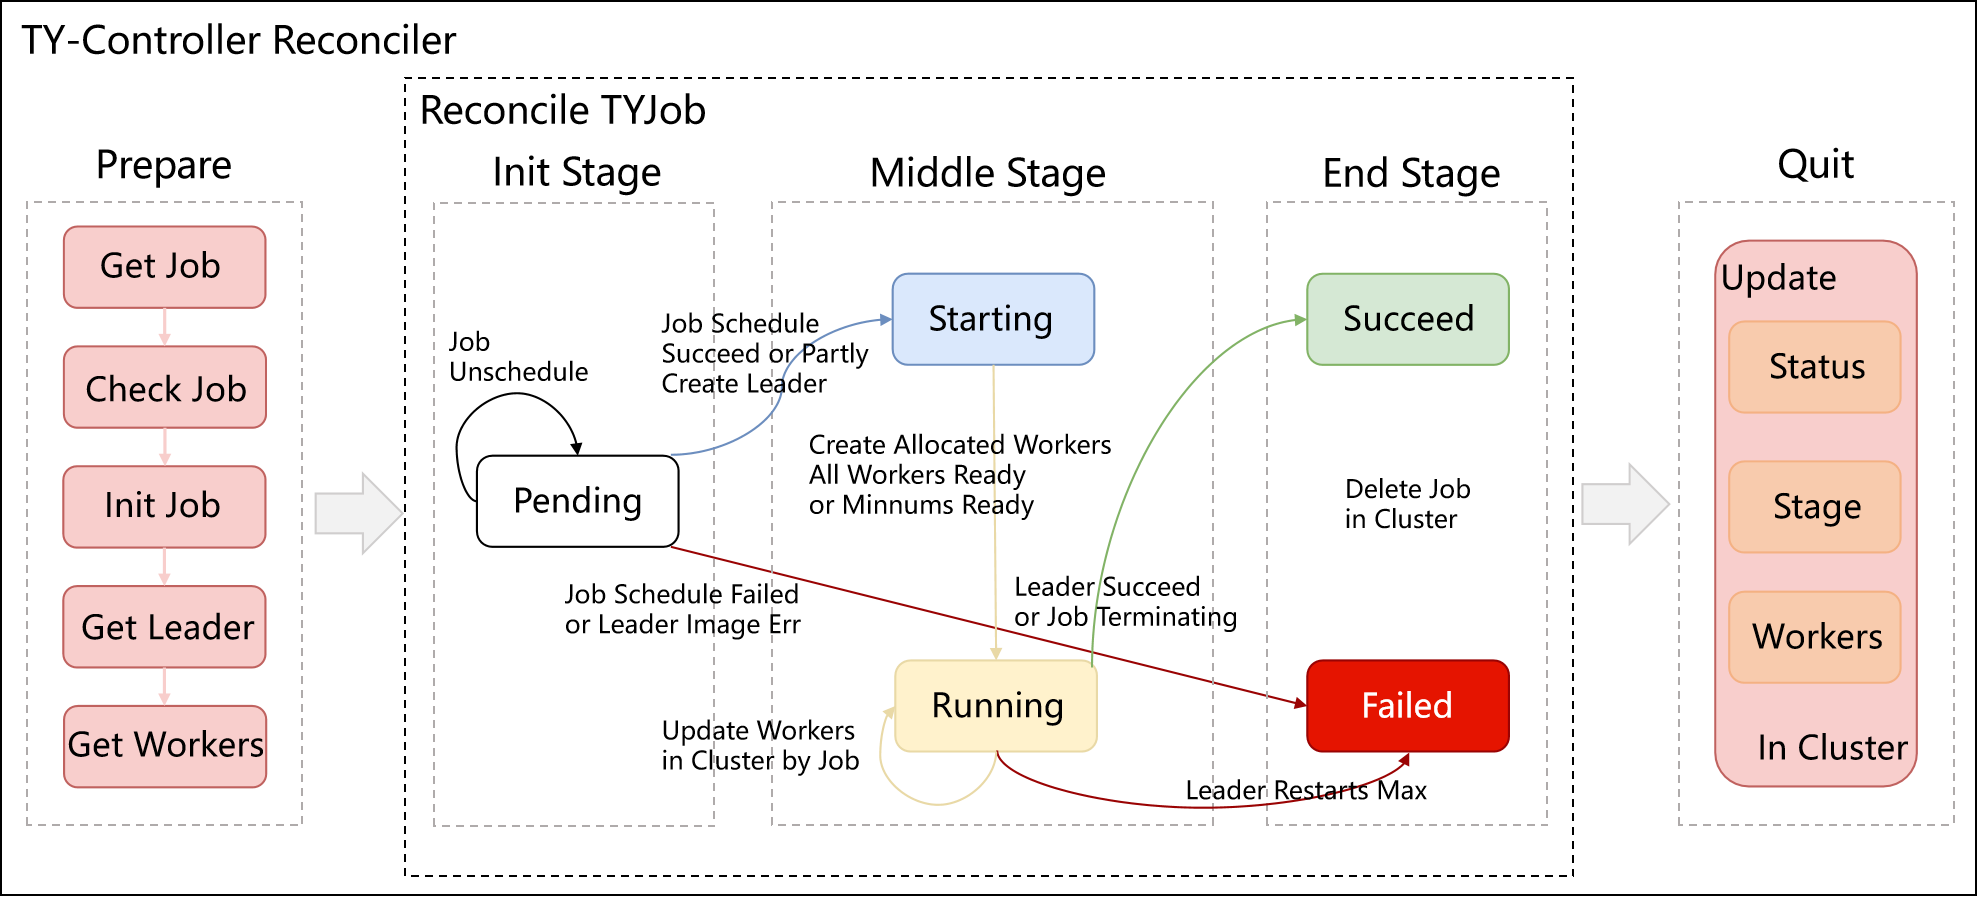 TY-Controller Reconciler
Prepare
Get Job
Check Job
Init Job
Get Leader
Get Workers
Reconcile TYJob
Init Stage
Job
Unschedule
Pending
Job Schedule
Succeed or Partly
Create Leader
Job Schedule Failed
or Leader Image Err
Middle Stage
Starting
Create Allocated Workers
All Workers Ready
or Minnums Ready
Running
Update Workers
in Cluster by Job
Leader Succeed
or Job Terminating
Leader Restarts Max
End Stage
Succeed
Delete Job
in Cluster
Failed
Quit
Update
Status
Stage
Workers
In Cluster